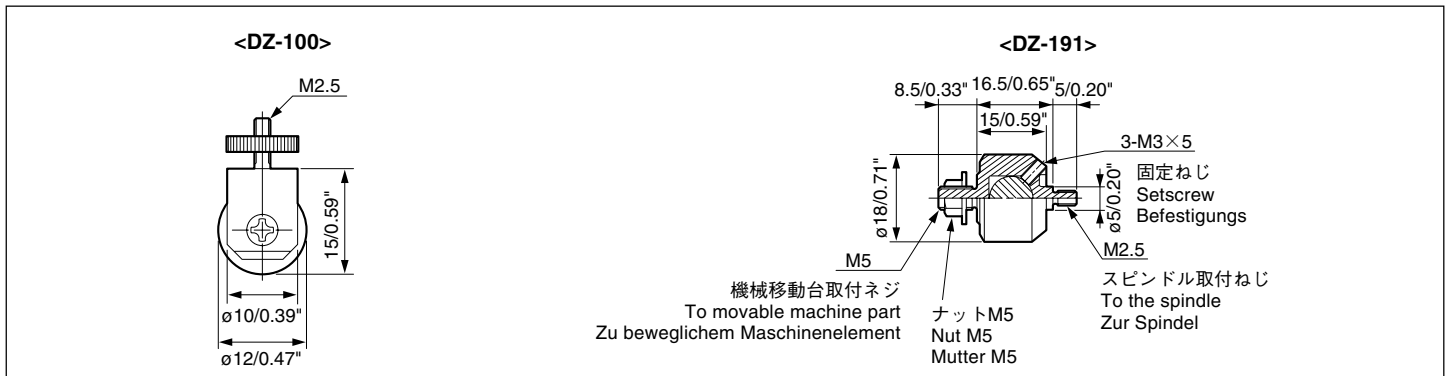 <DZ-100>
M2.5
15/0.59"
ø10/0.39"
ø12/0.47"
<DZ-191>
8.5/0.33"
16.5/0.65"
5/0.20"
15/0.59"
3-M3×5
固定ねじ
Setscrew
Befestigungs
ø18/0.71"
ø5/0.20"
M5
機械移動台取付ネジ
To movable machine part
Zu beweglichem Maschinenelement
ナットM5
Nut M5
Mutter M5
M2.5
スピンドル取付ねじ
To the spindle
Zur Spindel